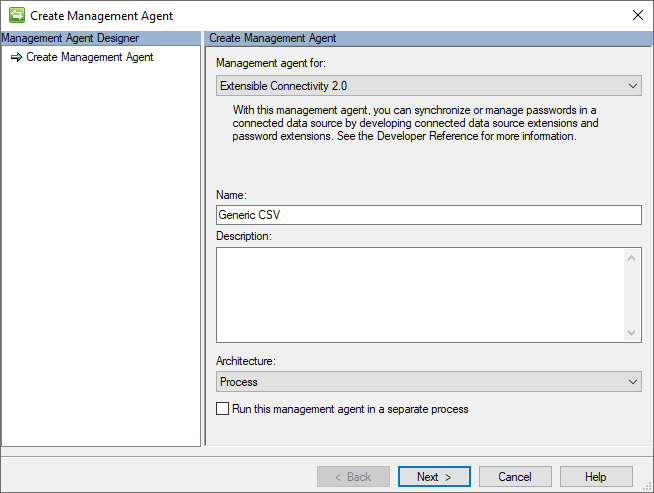 Create Management Agent
Management Agent Designer
Create Management Agent
Create Management Agent
Management agent for:
Extensible Connectivity 2.0
With this management agent, you can synchronize or manage passwords in a
connected data source by developing connected data source extensions and
password extensions. See the Developer Reference for more information.
Name:
Generic CSV
Description:
Architecture:
Process
Run this management agent in a separate process
< Back
Next >
Cancel
Help